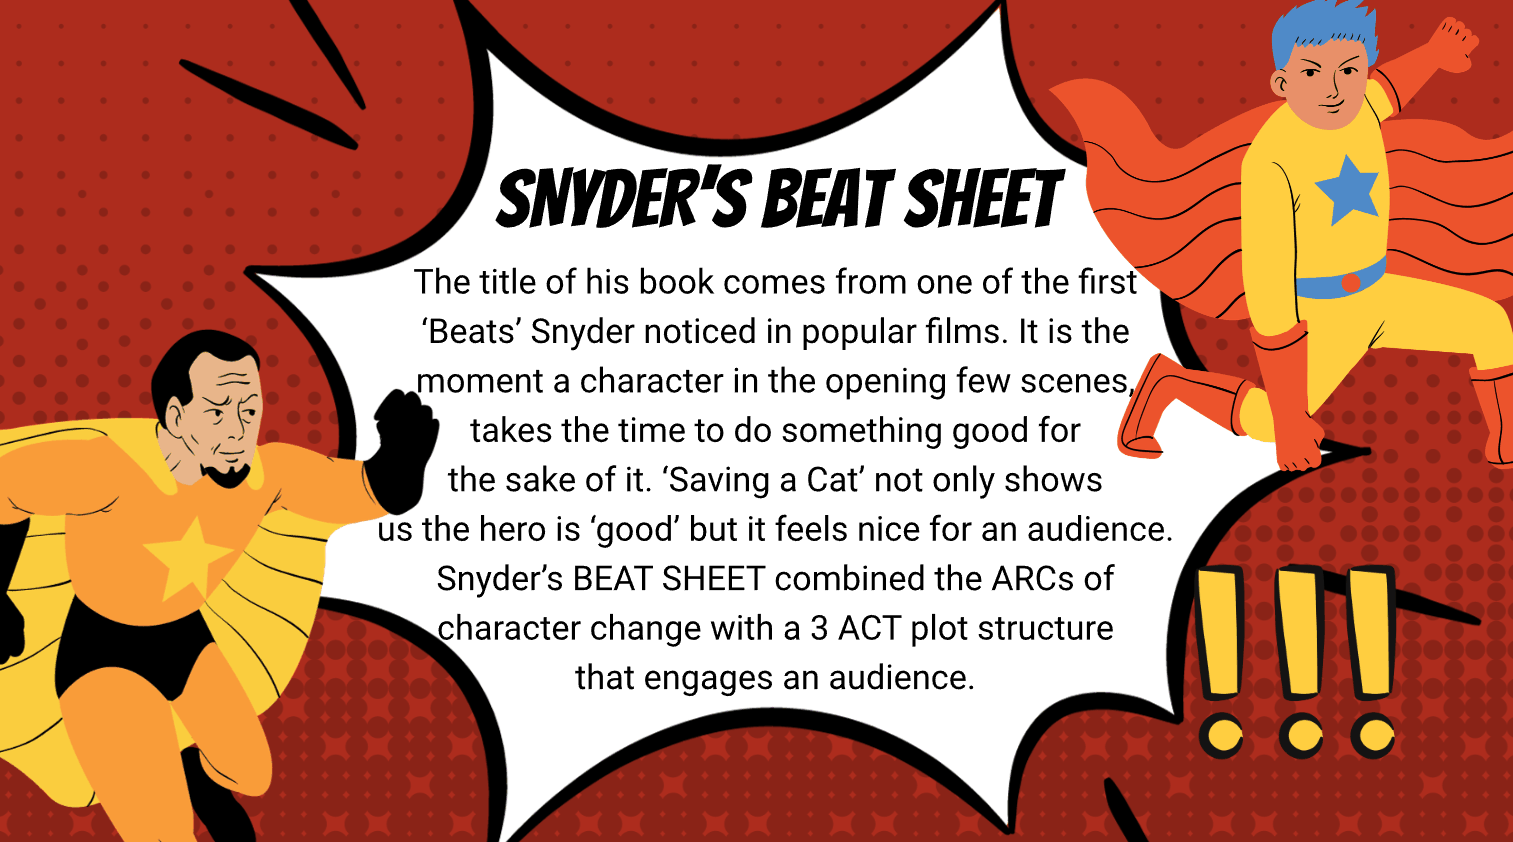 SNYDER'S BEAT SHEET
The title of his book comes from one of the first
‘Beats’ Snyder noticed in popular films. It is the
moment a character in the opening few scenes,
takes the time to do something good for
the sake of it. ‘Saving a Cat’ not only shows
us the hero is ‘good’ but it feels nice for an audience.
Snyder’s BEAT SHEET combined the ARCs of
character change with a 3 ACT plot structure
that engages an audience.
!!!